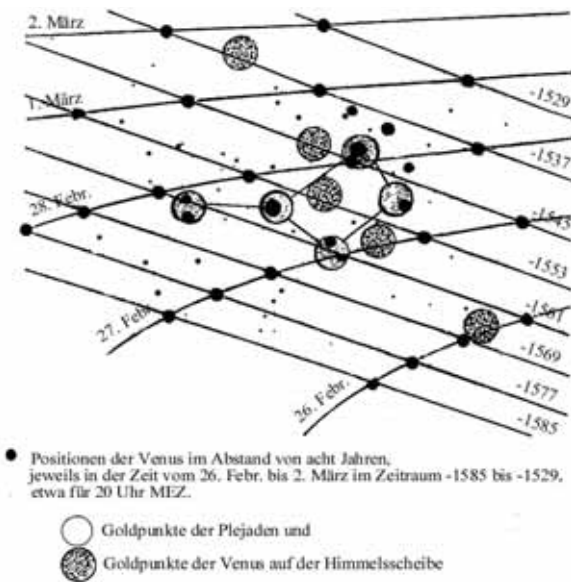 2. März
1. März
28. Febr.
27. Febr.
26. Febr.
-1529
-1537
-1545
-1553
-1561
-1569
-1577
-1585
Positionen der Venus im Abstand von acht Jahren,
jeweils in der Zeit vom 26. Febr. bis 2. März im Zeitraum -1585 bis -1529,
etwa für 20 Uhr MEZ.
Goldpunkte der Plejaden und
Goldpunkte der Venus auf der Himmelsscheibe